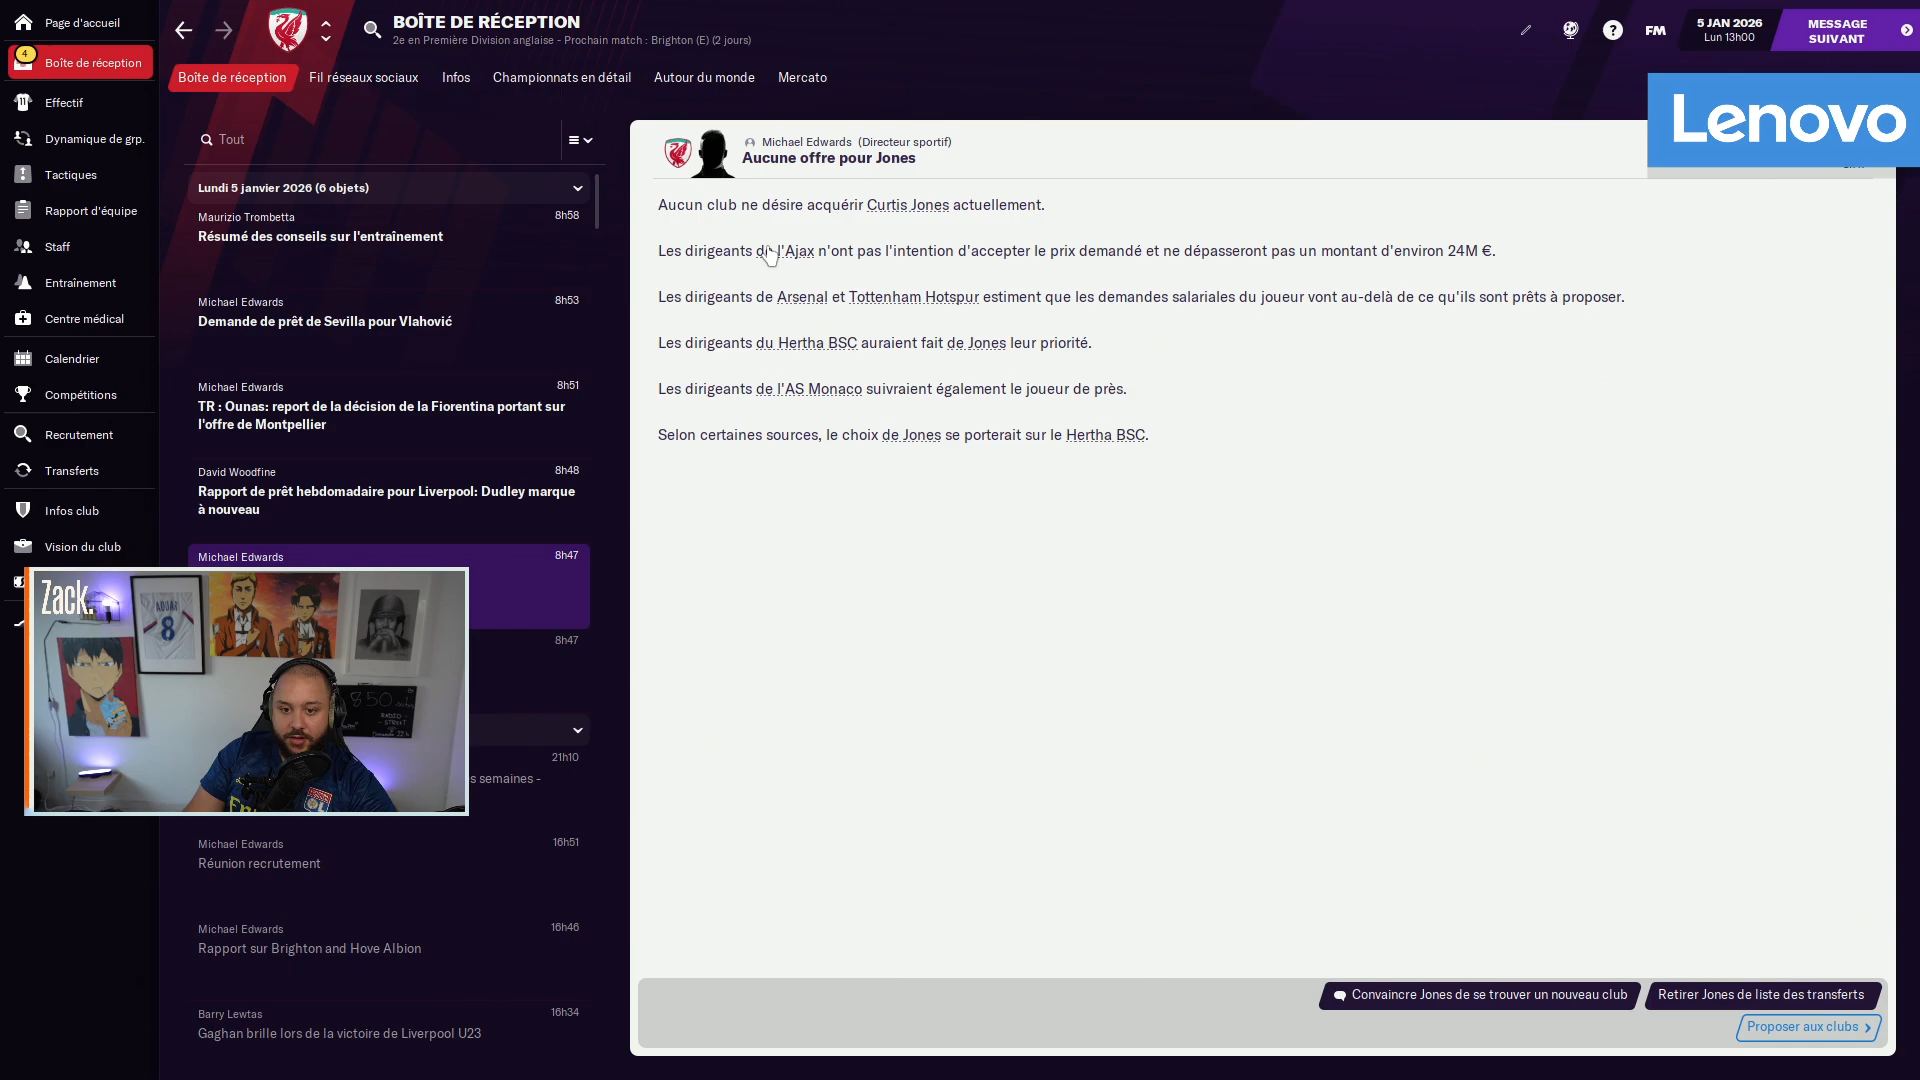 Page d'accueil
4
Boîte de réception
Effectif
Dynamique de grp.
Tactiques
Rapport d'équipe
Staff
Entraînement
Centre médical
Calendrier
Compétitions
Recrutement
Transferts
Infos club
Vision du club
BOÎTE DE RÉCEPTION
2e en Première Division anglaise - Prochain match : Brighton (E) (2 jours)
FM
5 JAN 2026
Lun 13h00
MESSAGE
SUIVANT
Boîte de réception
Fil réseaux sociaux
Infos
Championnats en détail
Autour du monde
Mercato
Lenovo
Tout
Lundi 5 janvier 2026 (6 objets)
Maurizio Trombetta 8h58
Résumé des conseils sur l'entraînement
Michael Edwards 8h53
Demande de prêt de Sevilla pour Vlahović
Michael Edwards 8h51
TR : Ounas: report de la décision de la Fiorentina portant sur
l'offre de Montpellier
David Woodfine 8h48
Rapport de prêt hebdomadaire pour Liverpool: Dudley marque
à nouveau
Michael Edwards 8h47
8h47
21h10
s semaines -
Michael Edwards 16h51
Réunion recrutement
Michael Edwards 16h46
Rapport sur Brighton and Hove Albion
Barry Lewtas 16h34
Gaghan brille lors de la victoire de Liverpool U23
Michael Edwards (Directeur sportif)
Aucune offre pour Jones
Aucun club ne désire acquérir Curtis Jones actuellement.
Les dirigeants de l'Ajax n'ont pas l'intention d'accepter le prix demandé et ne dépasseront pas un montant d'environ 24M €.
Les dirigeants de Arsenal et Tottenham Hotspur estiment que les demandes salariales du joueur vont au-delà de ce qu'ils sont prêts à proposer.
Les dirigeants du Hertha BSC auraient fait de Jones leur priorité.
Les dirigeants de l'AS Monaco suivraient également le joueur de près.
Selon certaines sources, le choix de Jones se porterait sur le Hertha BSC.
Convaincre Jones de se trouver un nouveau club
Retirer Jones de liste des transferts
Proposer aux clubs
Zack.
AOUAR
8
850
RADIO
STREET
OL